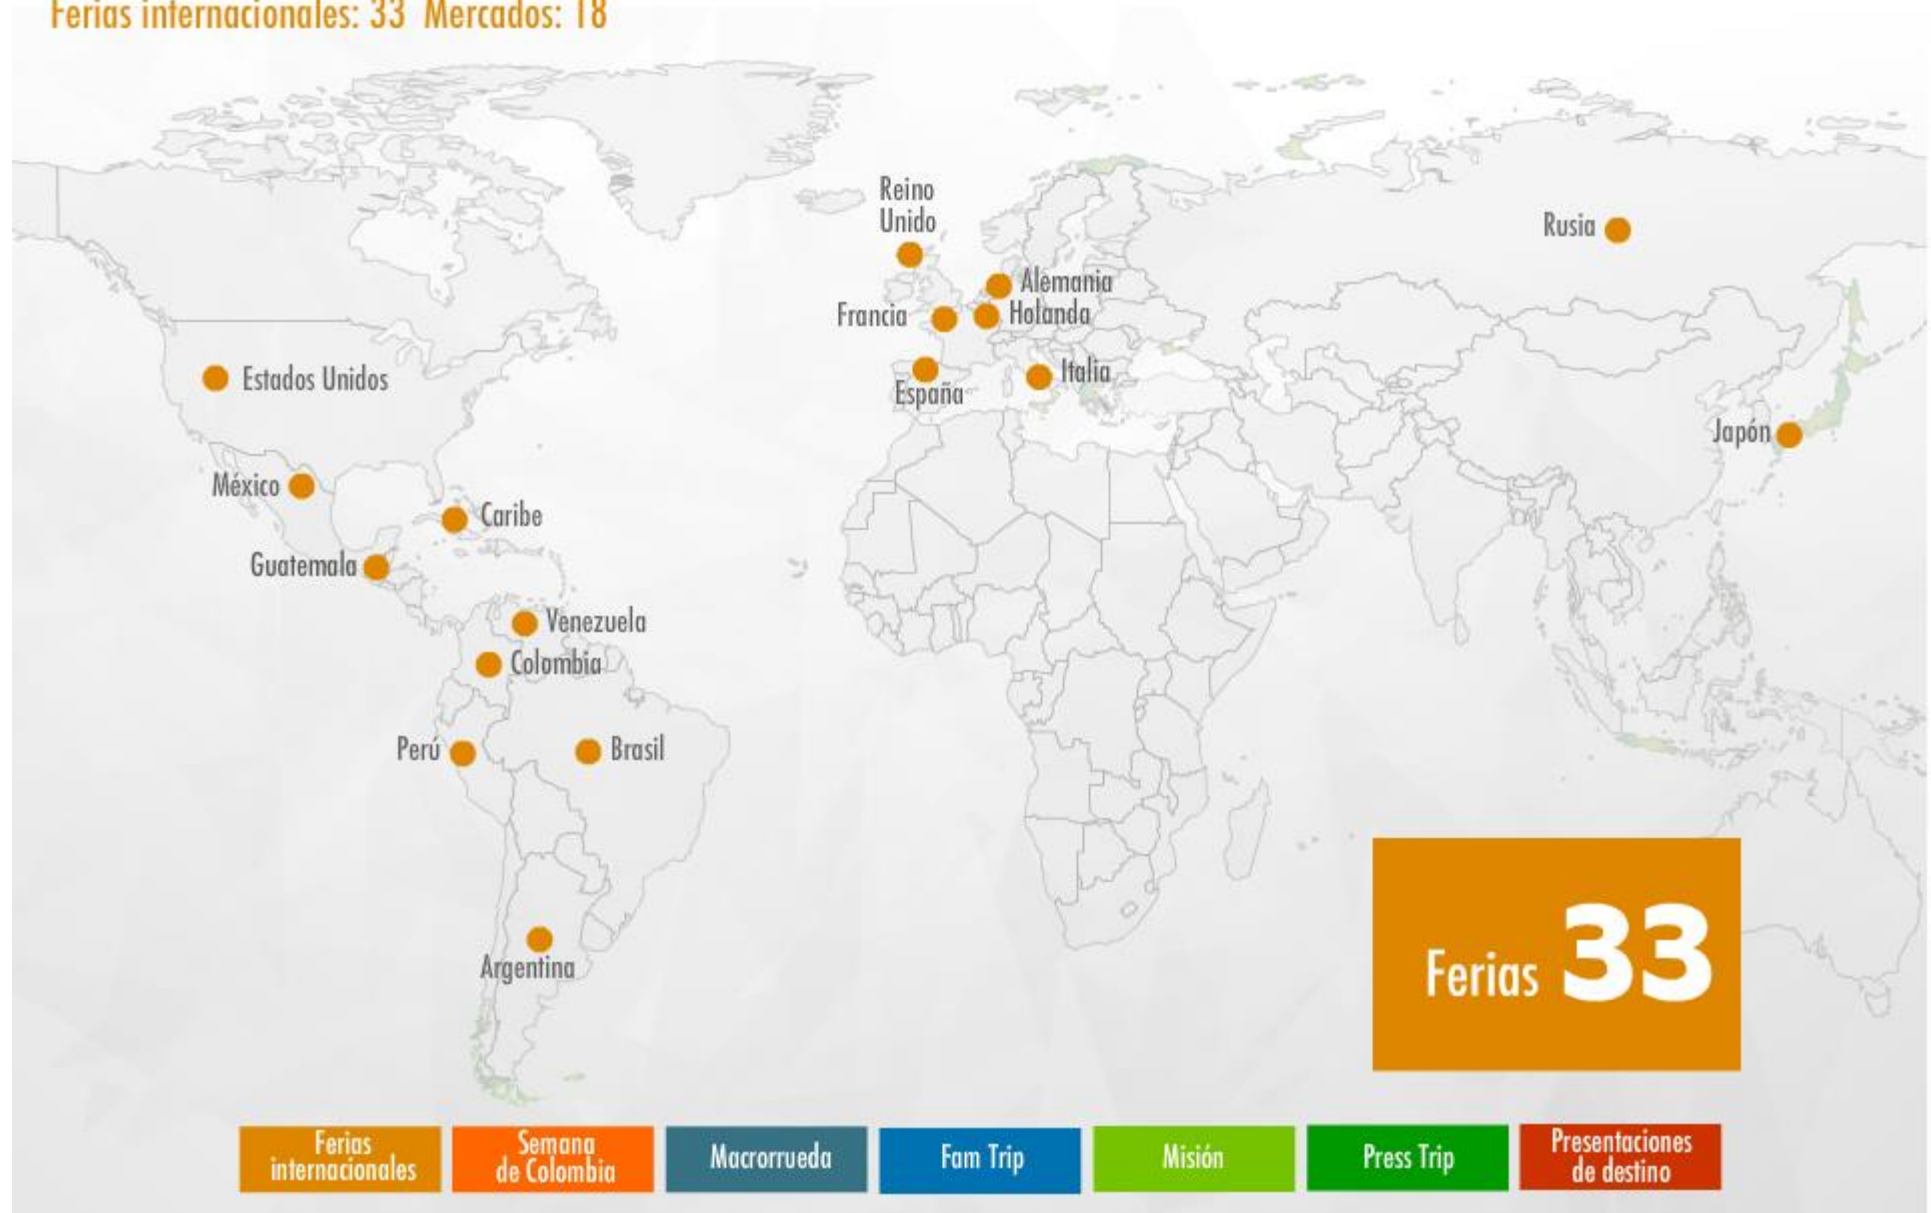 Ferias internacionales: 33 Mercados: 18
Reino
Unido
Rusia
Alemania
Francia
Holanda
Estados Unidos
Italia
España
Japón
México
Caribe
Guatemala
Venezuela
Colombia
Perú
Brasil
Argentina
Ferias 33
Ferias
internacionales
Semana
de Colombia
Macrorrueda
Fam Trip
Misión
Press Trip
Presentaciones
de destino